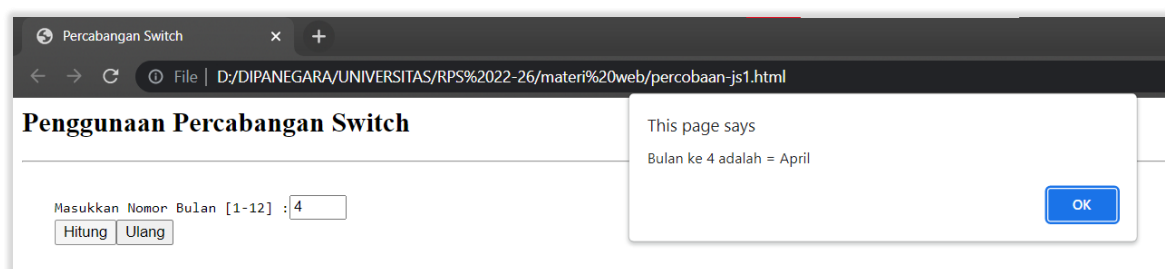 Percabangan Switch
File | D:/DIPANEGARA/UNIVERSITAS/RPS%2022-26/materi%20web/percobaan-js1.html
Penggunaan Percabangan Switch
This page says
Bulan ke 4 adalah = April
OK
Masukkan Nomor Bulan [1-12] :4
Hitung Ulang